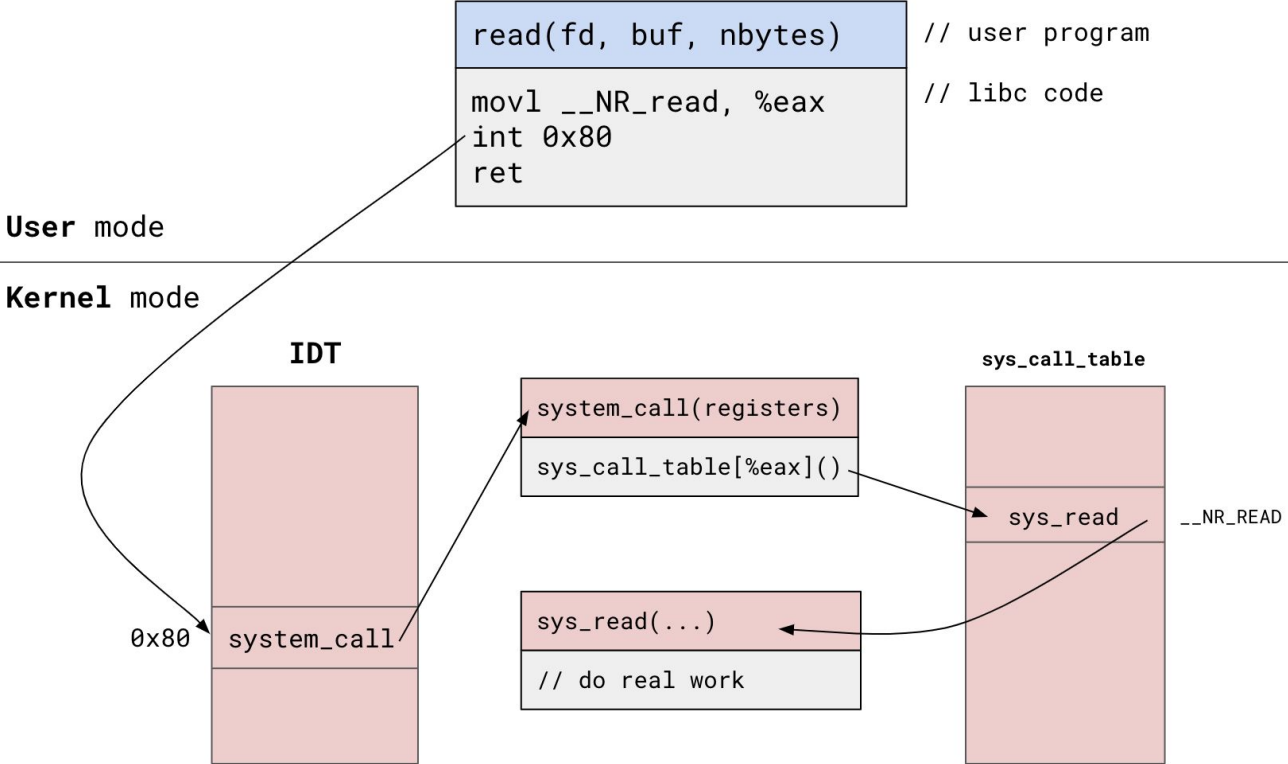 read(fd, buf, nbytes)
// user program
movl __NR_read, %eax
// libc code
int 0x80
ret
User mode
Kernel mode
IDT
sys_call_table
system_call(registers)
sys_call_table[%eax]()
sys_read
__NR_READ
0x80
system_call
sys_read(...)
// do real work